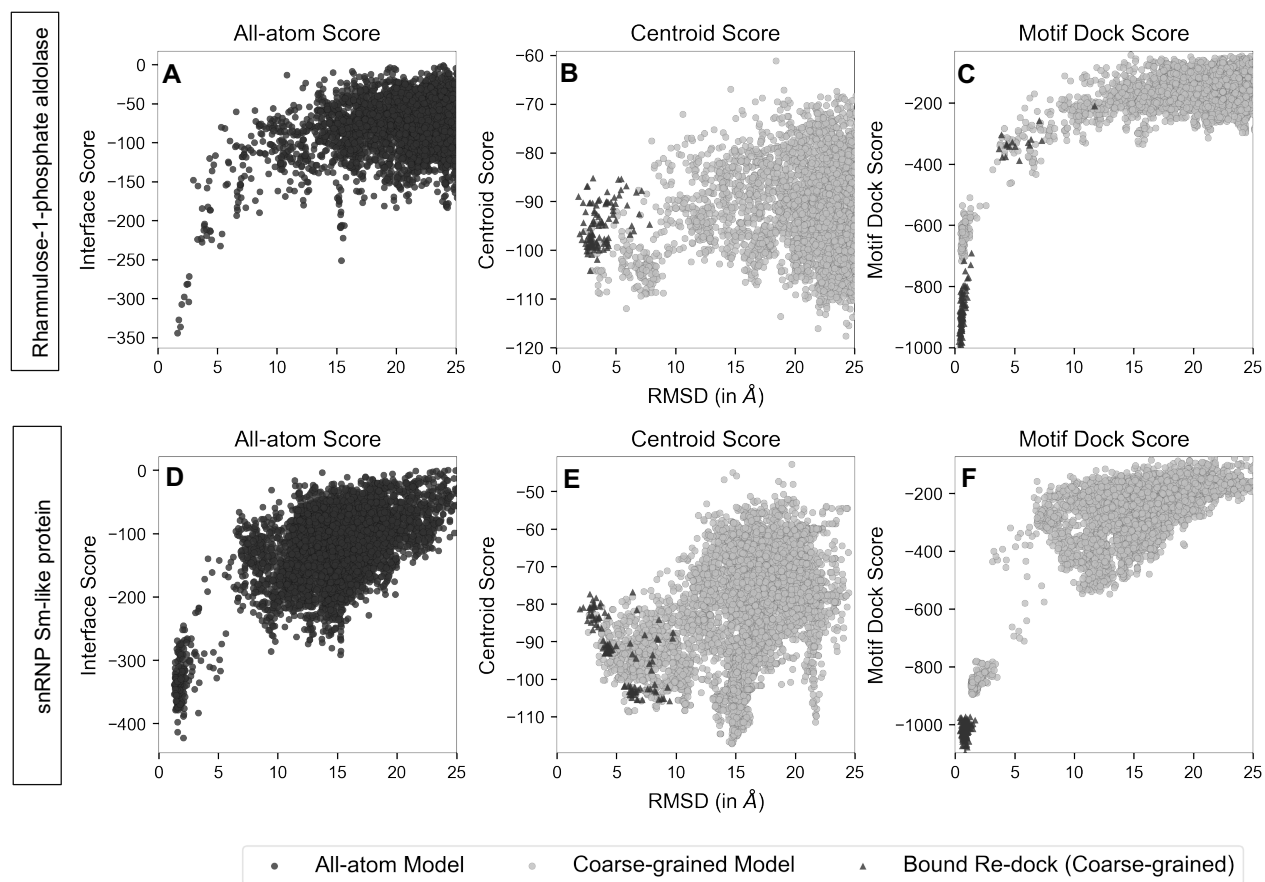 Rhamnulose-1-phosphate aldolase
All-atom Score
Centroid Score
Motif Dock Score
A
B
C
Interface Score
0
−50
−100
−150
−200
−250
−300
−350
0 5 10 15 20 25
Centroid Score
−60
−70
−80
−90
−100
−110
−120
0 5 10 15 20 25
RMSD (in Å)
Motif Dock Score
−200
−400
−600
−800
−1000
0 5 10 15 20 25
snRNP Sm-like protein
All-atom Score
Centroid Score
Motif Dock Score
D
E
F
Interface Score
0
−100
−200
−300
−400
0 5 10 15 20 25
Centroid Score
−50
−60
−70
−80
−90
−100
−110
0 5 10 15 20 25
RMSD (in Å)
Motif Dock Score
−200
−400
−600
−800
−1000
0 5 10 15 20 25
All-atom Model
Coarse-grained Model
Bound Re-dock (Coarse-grained)